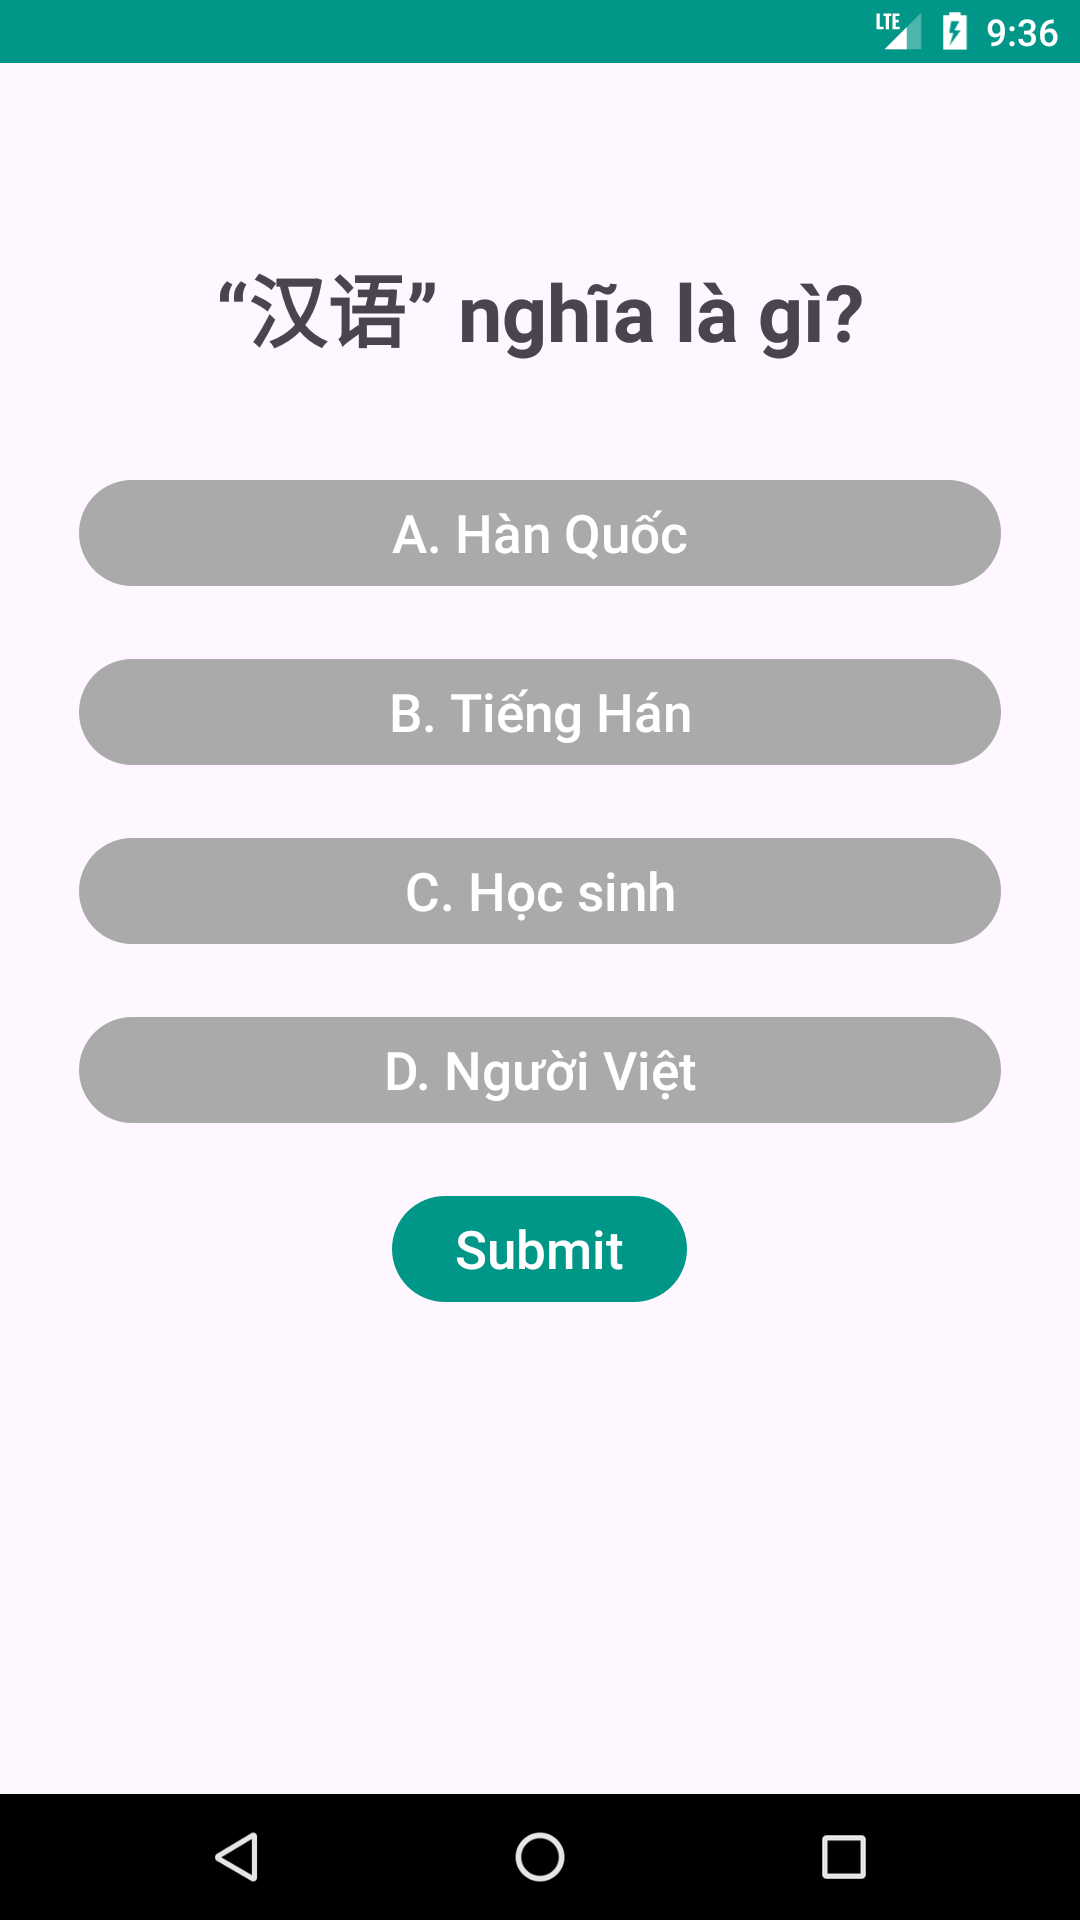 LTE 9:36
“汉语” nghĩa là gì?
A. Hàn Quốc
B. Tiếng Hán
C. Học sinh
D. Người Việt
Submit